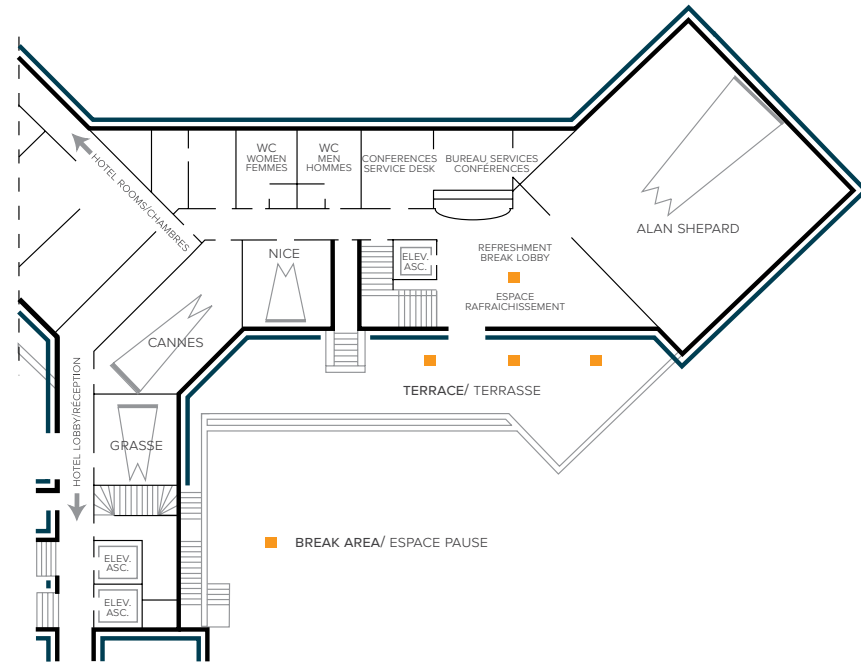 WC
WOMEN
FEMMES
WC
MEN
HOMMES
CONFERENCES
SERVICE DESK
BUREAU SERVICES
CONFÉRENCES
HOTEL ROOMS/CHAMBRES
ALAN SHEPARD
NICE
ELEV.
ASC.
REFRESHMENT
BREAK LOBBY
ESPACE
RAFRAICHISSEMENT
CANNES
TERRACE/ TERRASSE
HOTEL LOBBY/RÉCEPTION
GRASSE
BREAK AREA/ ESPACE PAUSE
ELEV.
ASC.
ELEV.
ASC.